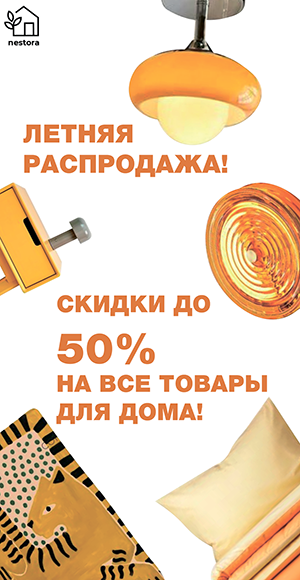 nestora
ЛЕТНЯЯ
РАСПРОДАЖА!
СКИДКИ ДО
50%
НА ВСЕ ТОВАРЫ
ДЛЯ ДОМА!